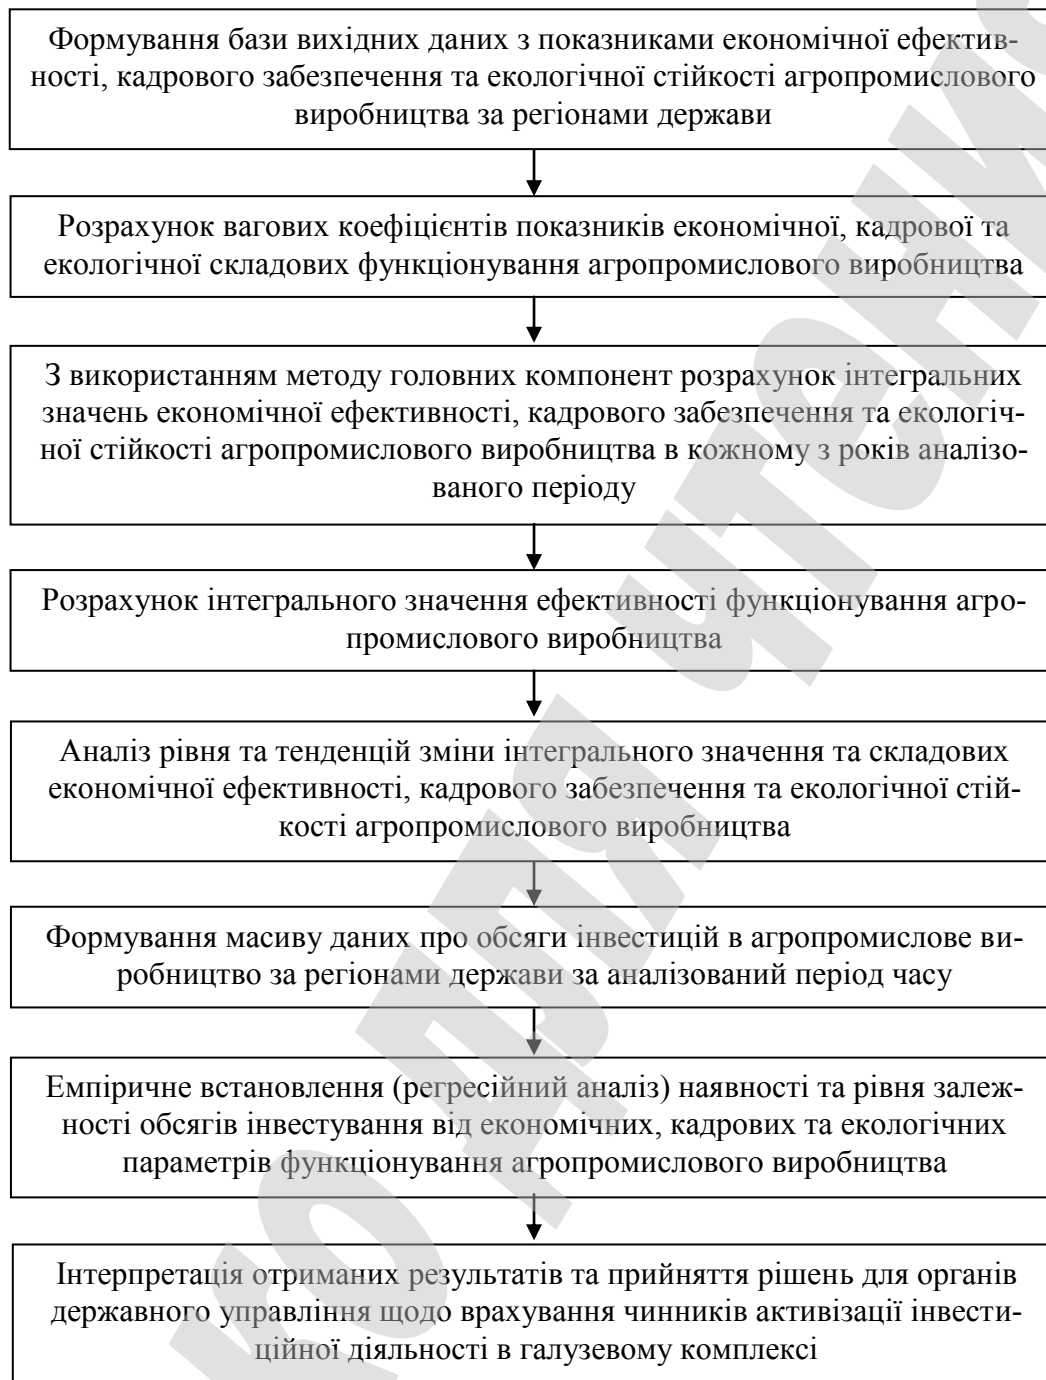 Формування бази вихідних даних з показниками економічної ефектив-
ності, кадрового забезпечення та екологічної стійкості агропромислового
виробництва за регіонами держави
Розрахунок вагових коефіцієнтів показників економічної, кадрової та
екологічної складових функціонування агропромислового виробництва
З використанням методу головних компонент розрахунок інтегральних
значень економічної ефективності, кадрового забезпечення та екологіч-
ної стійкості агропромислового виробництва в кожному з років аналізо-
ваного періоду
Розрахунок інтегрального значення ефективності функціонування агро-
промислового виробництва
Аналіз рівня та тенденцій зміни інтегрального значення та складових
економічної ефективності, кадрового забезпечення та екологічної стій-
кості агропромислового виробництва
Формування масиву даних про обсяги інвестицій в агропромислове ви-
робництво за регіонами держави за аналізований період часу
Емпіричне встановлення (регресійний аналіз) наявності та рівня залеж-
ності обсягів інвестування від економічних, кадрових та екологічних
параметрів функціонування агропромислового виробництва
Інтерпретація отриманих результатів та прийняття рішень для органів
державного управління щодо врахування чинників активізації інвести-
ційної діяльності в галузевому комплексі
ко для чтения